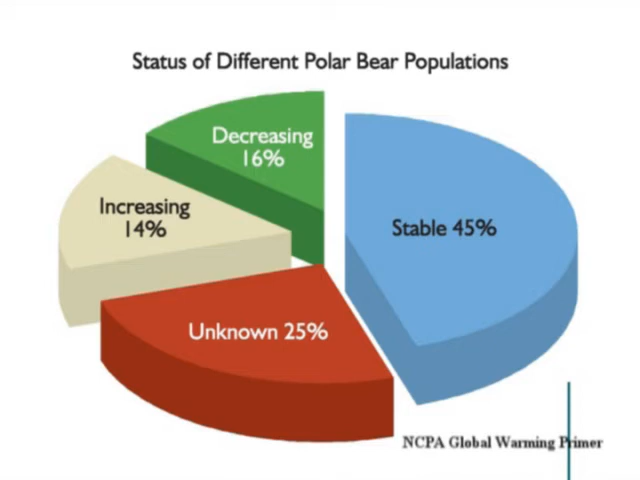 Status of Different Polar Bear Populations
Decreasing
16%
Increasing
14%
Stable 45%
Unknown 25%
NCPA Global Warming Primer